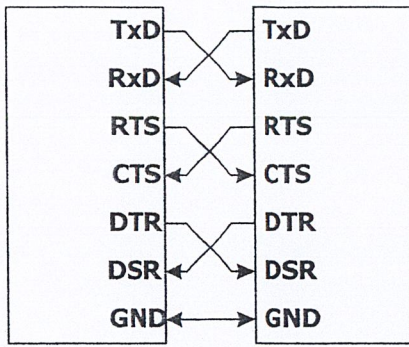 TxD TxD
RxD RxD
RTS RTS
CTS CTS
DTR DTR
DSR DSR
GND GND